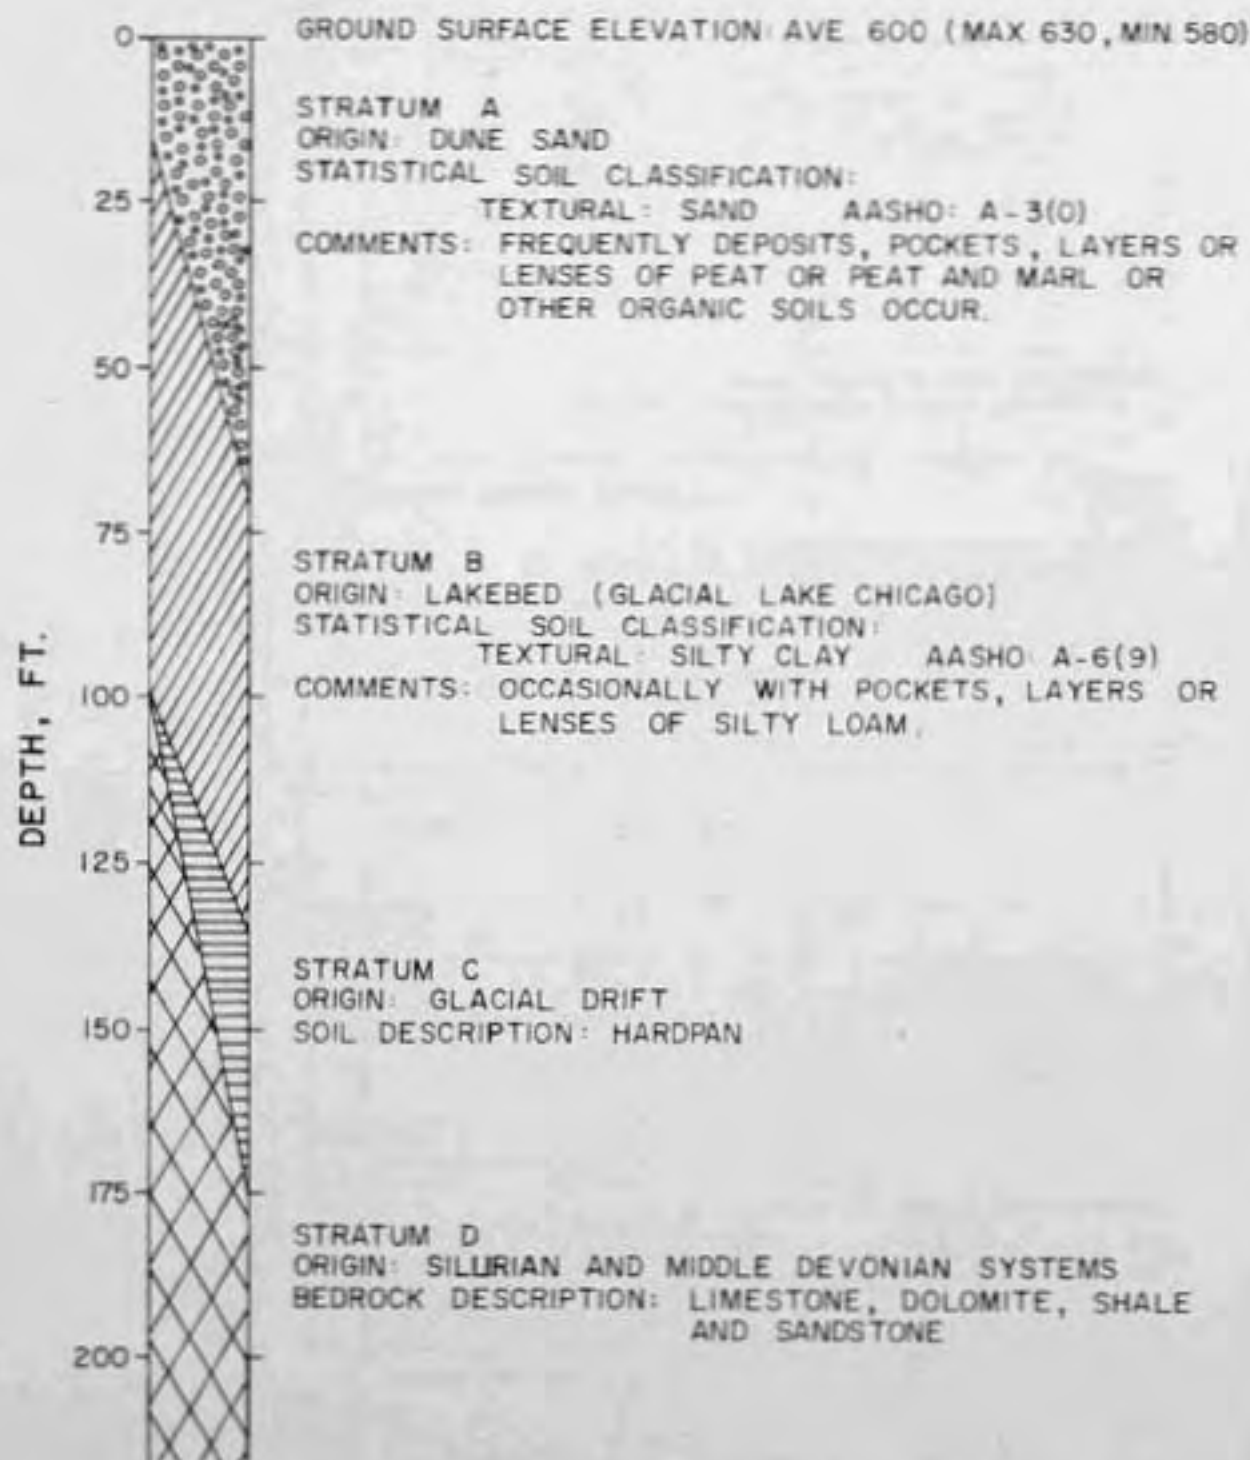 0 GROUND SURFACE ELEVATION: AVE 600 (MAX 630, MIN 580)
STRATUM A
ORIGIN: DUNE SAND
STATISTICAL SOIL CLASSIFICATION:
25 TEXTURAL: SAND AASHO: A-3(0)
COMMENTS: FREQUENTLY DEPOSITS, POCKETS, LAYERS OR
LENSES OF PEAT OR PEAT AND MARL OR
OTHER ORGANIC SOILS OCCUR.
50
75
STRATUM B
ORIGIN: LAKEBED (GLACIAL LAKE CHICAGO)
STATISTICAL SOIL CLASSIFICATION:
TEXTURAL: SILTY CLAY AASHO: A-6(9)
100 COMMENTS: OCCASIONALLY WITH POCKETS, LAYERS OR
LENSES OF SILTY LOAM.
DEPTH, FT.
125
STRATUM C
ORIGIN: GLACIAL DRIFT
150 SOIL DESCRIPTION: HARDPAN
175
STRATUM D
ORIGIN: SILURIAN AND MIDDLE DEVONIAN SYSTEMS
BEDROCK DESCRIPTION: LIMESTONE, DOLOMITE, SHALE
AND SANDSTONE
200